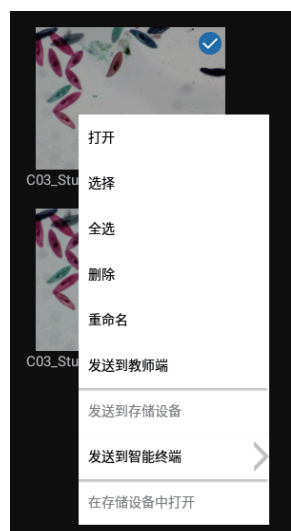 C03_Stu
打开
选择
全选
删除
重命名
C03_Stu
发送到教师端
发送到存储设备
发送到智能终端
在存储设备中打开